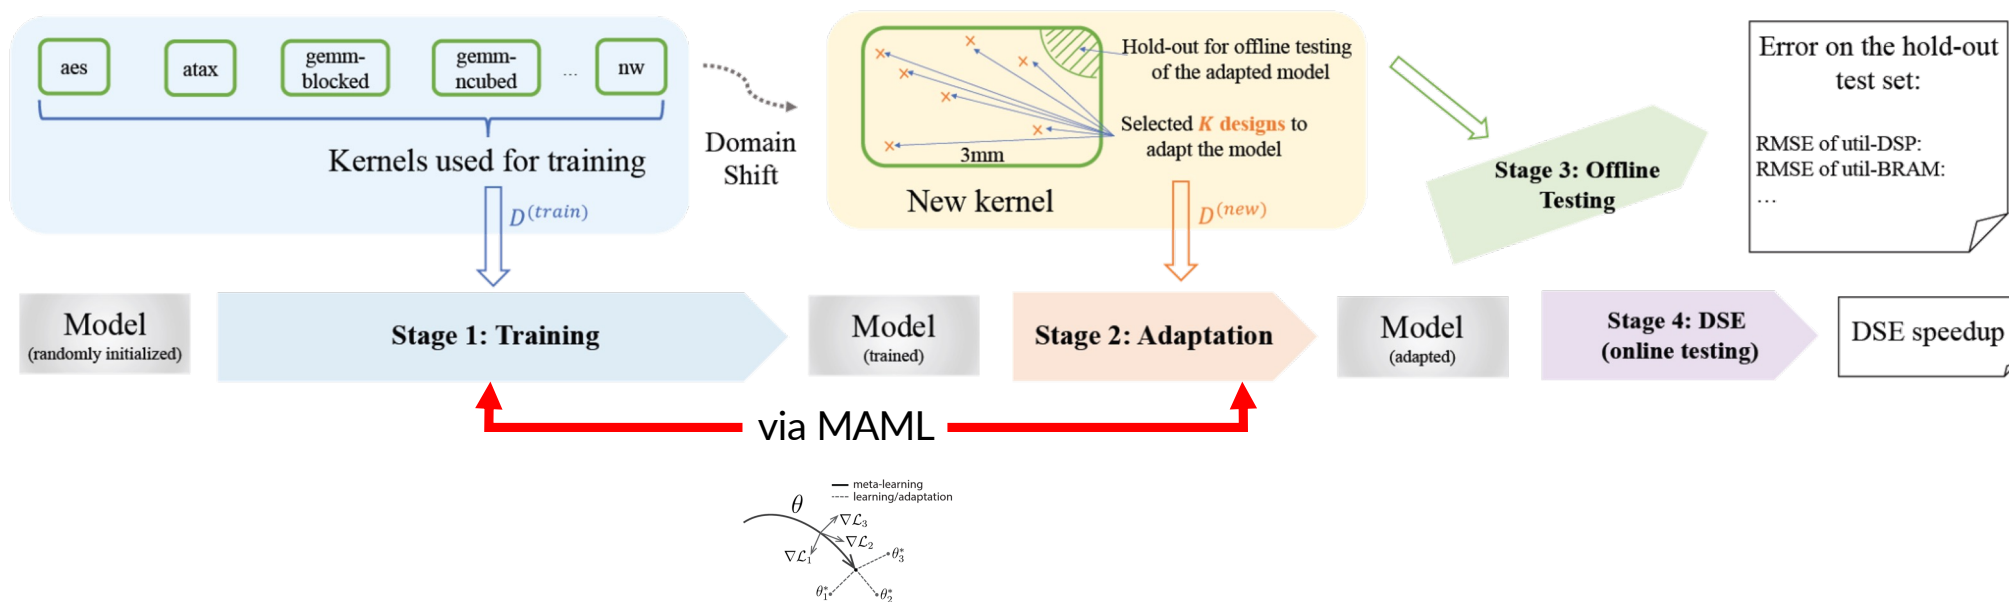 aes
atax
gemm-
blocked
gemm-
ncubed
...
nw
Kernels used for training
D^(train)
Domain
Shift
Hold-out for offline testing
of the adapted model
Selected K designs to
adapt the model
3mm
New kernel
D^(new)
Stage 3: Offline
Testing
Error on the hold-out
test set:
RMSE of util-DSP:
RMSE of util-BRAM:
...
Model
(randomly initialized)
Stage 1: Training
Model
(trained)
Stage 2: Adaptation
Model
(adapted)
Stage 4: DSE
(online testing)
DSE speedup
via MAML
meta-learning
learning/adaptation
θ
∇ℒ₃
∇ℒ₂
∇ℒ₁
θ₃*
θ₁*
θ₂*